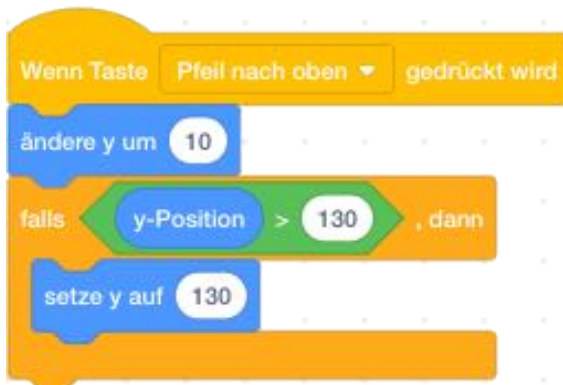 Wenn Taste Pfeil nach oben gedrückt wird
ändere y um 10
falls y-Position > 130 , dann
setze y auf 130